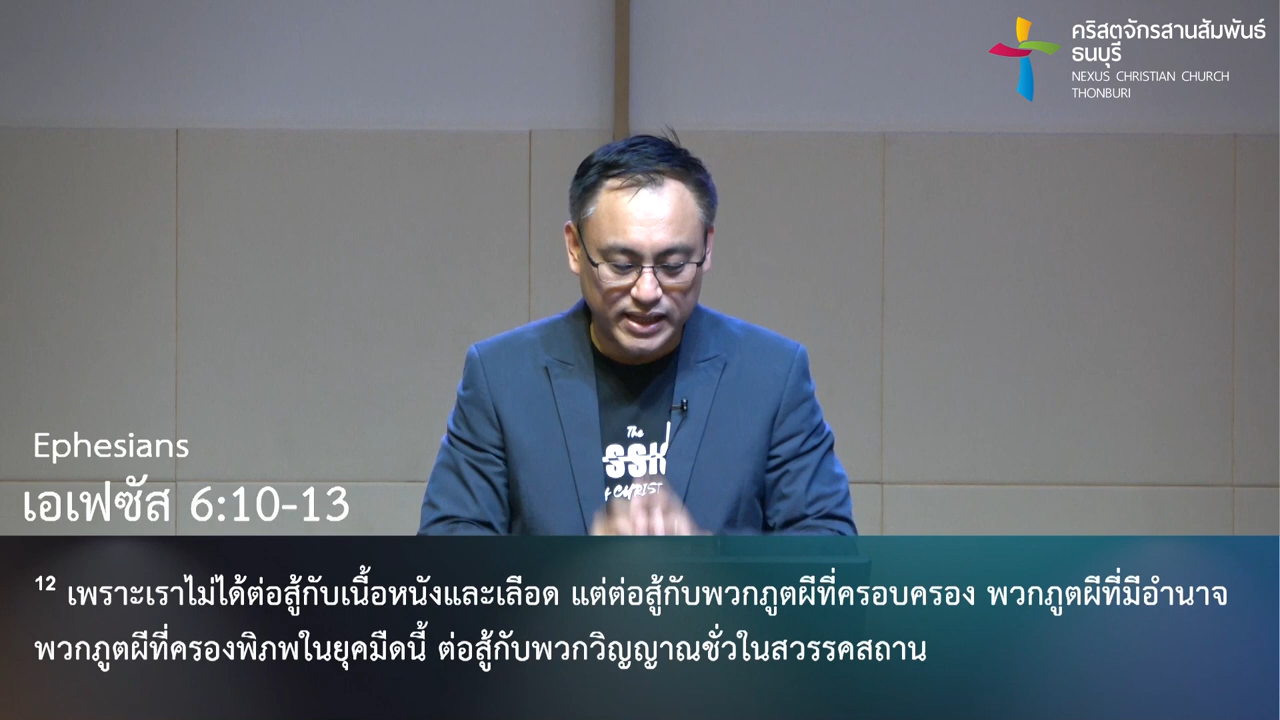 คริสตจักรสานสัมพันธ์
ธนบุรี
NEXUS CHRISTIAN CHURCH
THONBURI
The
CHRIST
Ephesians
เอเฟซัส 6:10-13
12 เพราะเราไม่ได้ต่อสู้กับเนื้อหนังและเลือด แต่ต่อสู้กับพวกภูตผีที่ครอบครอง พวกภูตผีที่มีอำนาจ
พวกภูตผีที่ครองพิภพในยุคมืดนี้ ต่อสู้กับพวกวิญญาณชั่วในสวรรคสถาน